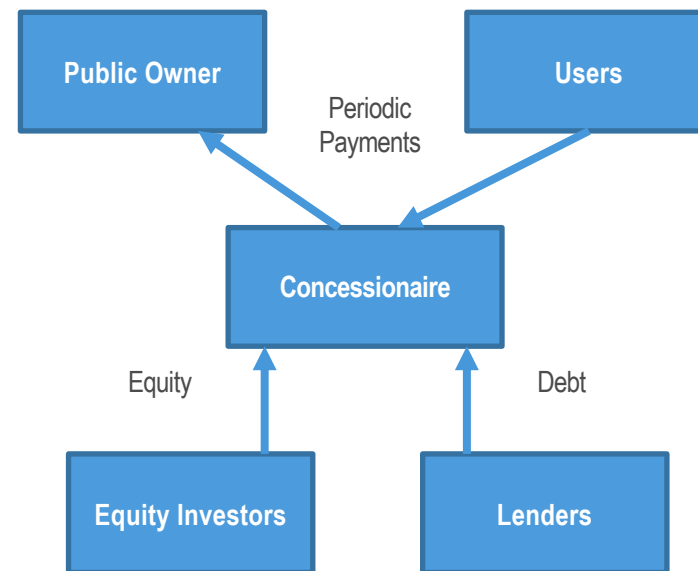 Public Owner
Users
Periodic
Payments
Concessionaire
Equity
Debt
Equity Investors
Lenders